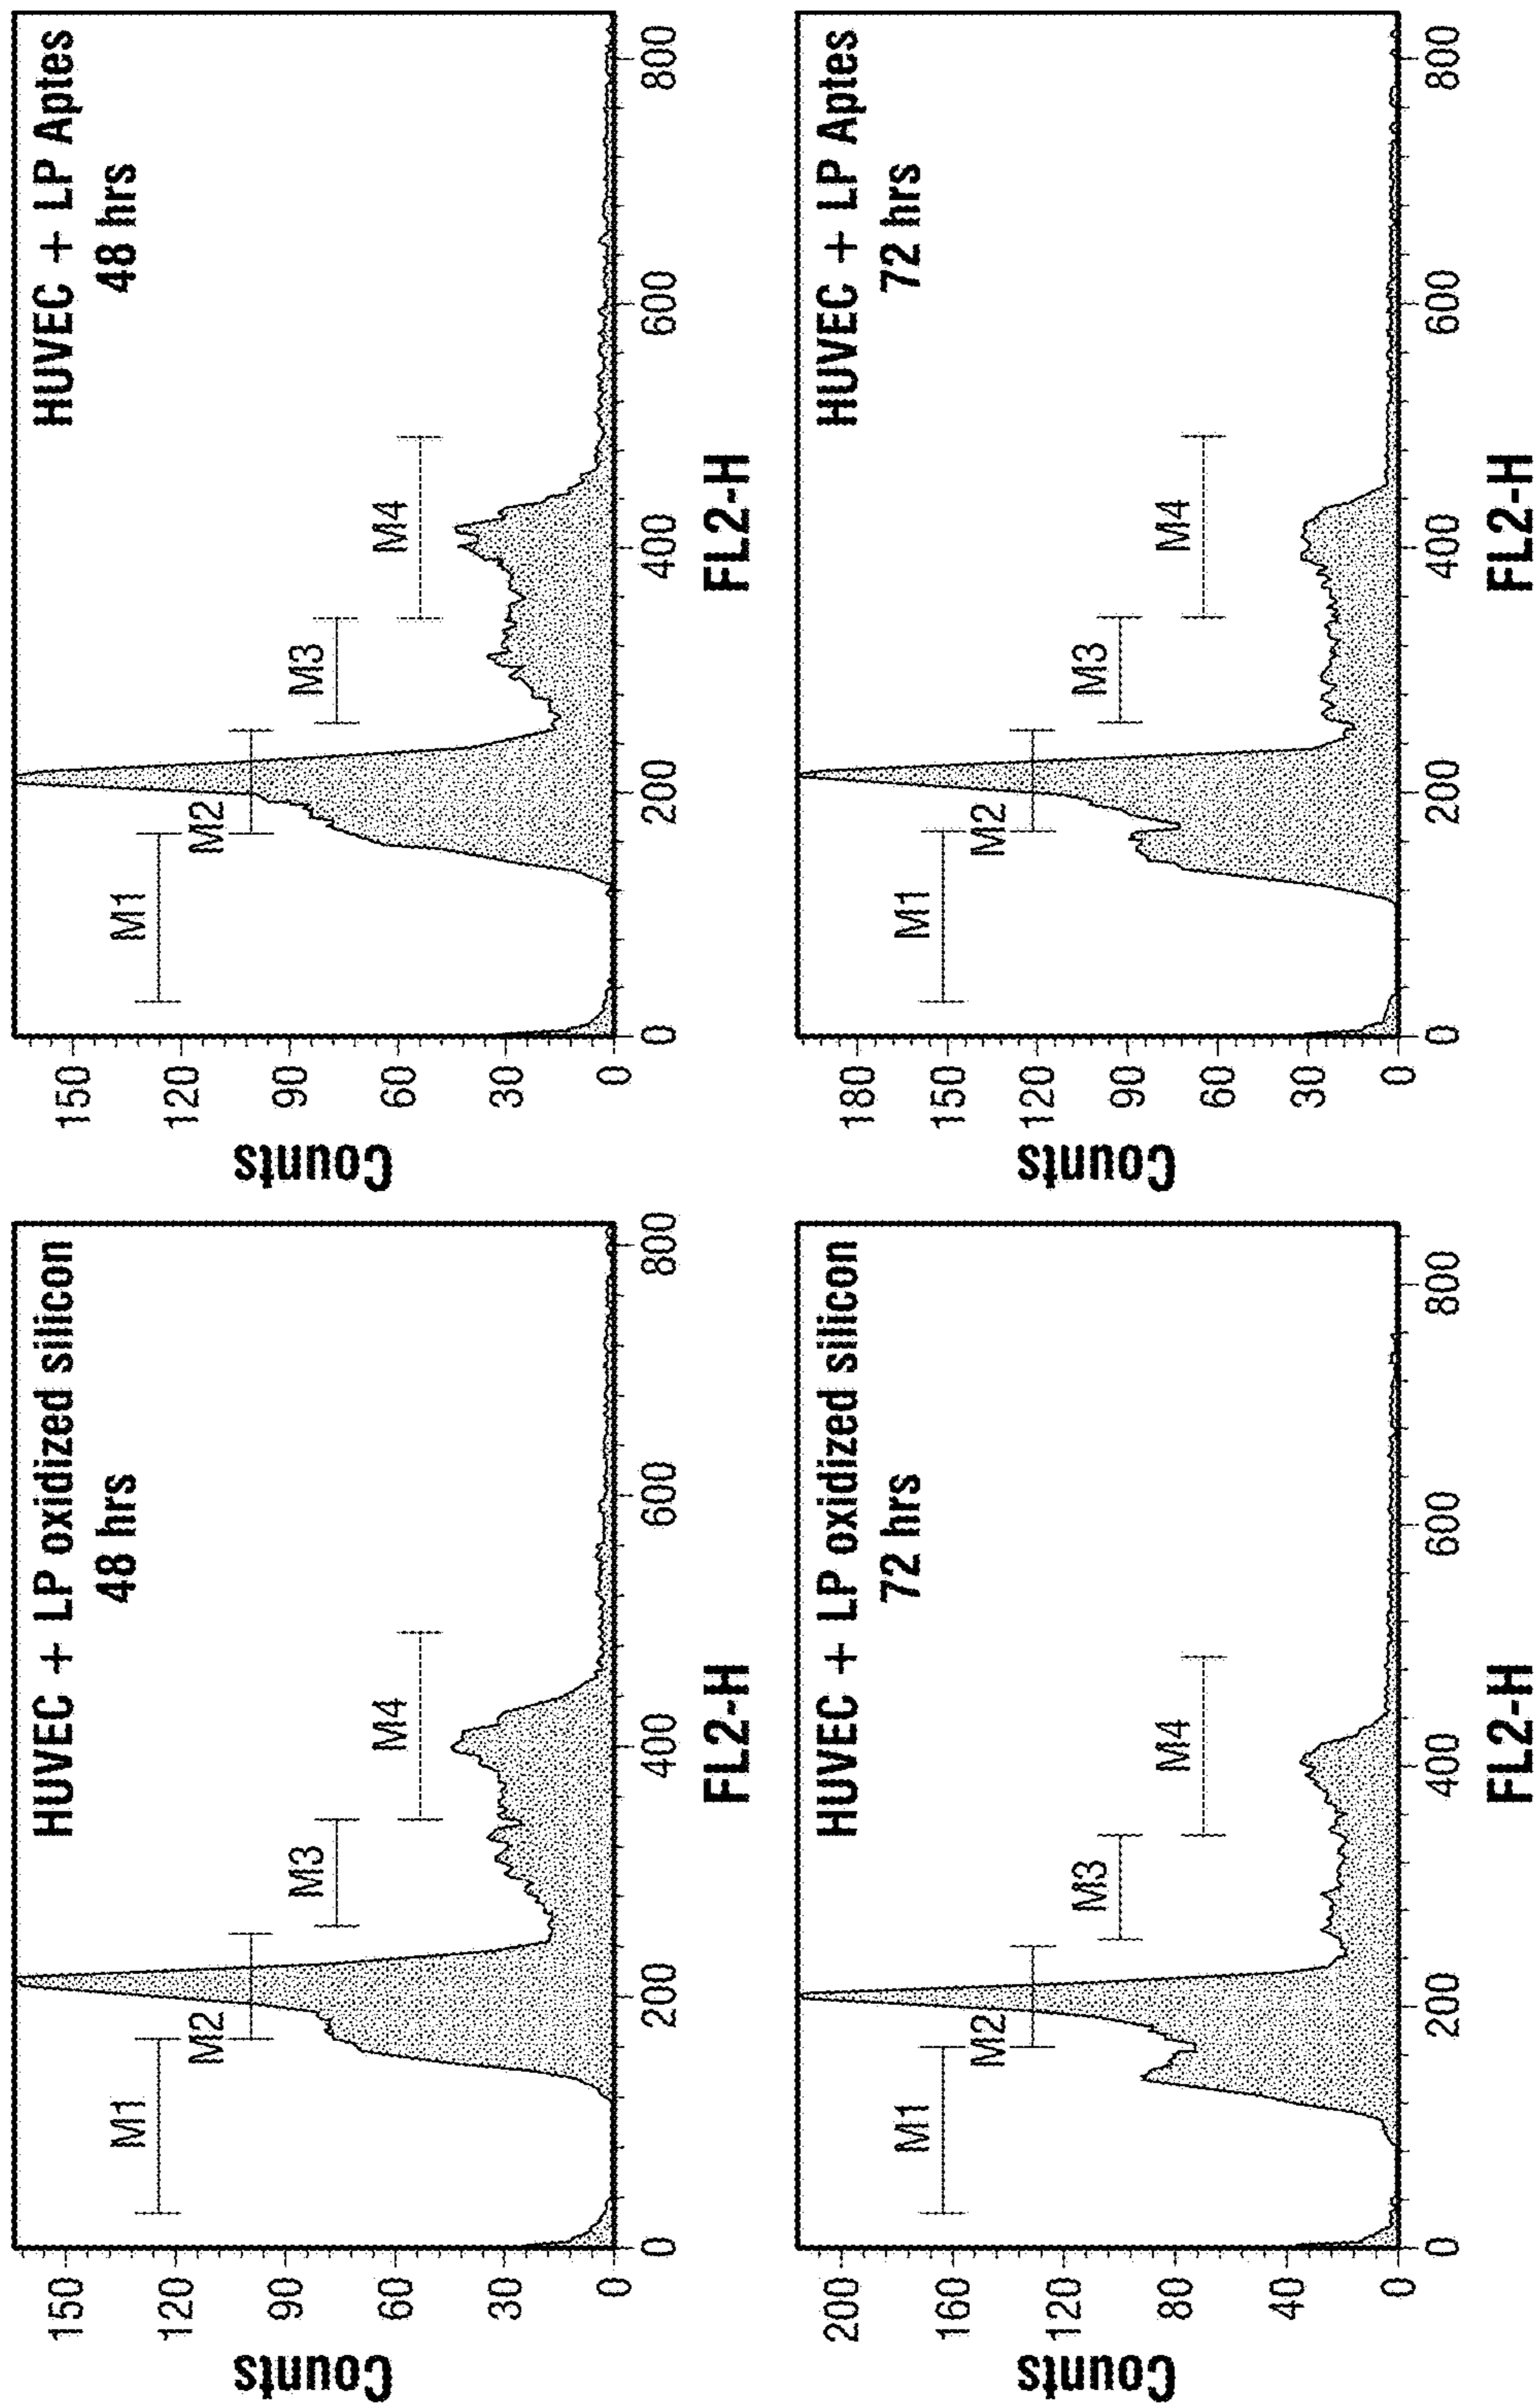 HUVEC + LP oxidized silicon
48 hrs
Counts
150
120
90
60
30
0
M1
M2
M3
M4
0
200
400
600
800
FL2-H
HUVEC + LP Aptes
48 hrs
Counts
150
120
90
60
30
0
M1
M2
M3
M4
0
200
400
600
800
FL2-H
HUVEC + LP oxidized silicon
72 hrs
Counts
200
160
120
80
40
0
M1
M2
M3
M4
0
200
400
600
800
FL2-H
HUVEC + LP Aptes
72 hrs
Counts
180
150
120
90
60
30
0
M1
M2
M3
M4
0
200
400
600
800
FL2-H